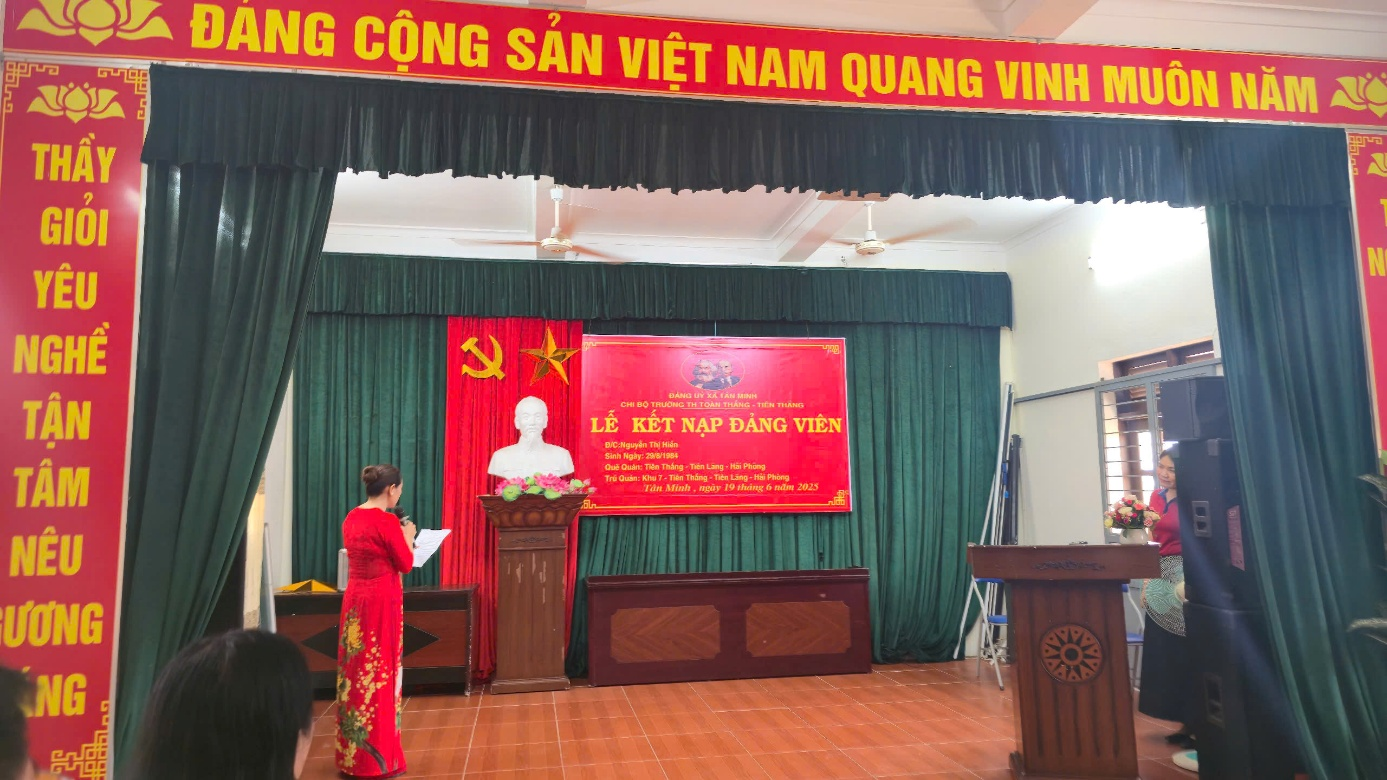 ĐẢNG CỘNG SẢN VIỆT NAM QUANG VINH MUÔN NĂM
THẦY
GIỎI
YÊU
NGHỀ
TẬN
TÂM
NÊU
GƯƠNG
ĐẢNG ỦY XÃ TÂN MINH
CHI BỘ TRƯỜNG TH TOÀN THẮNG - TIÊN THẮNG
LỄ KẾT NẠP ĐẢNG VIÊN
Đ/C:Nguyễn Thị Hiền
Sinh Ngày: 29/8/1984
Quê Quán: Tiên Thắng - Tiên Lãng - Hải Phòng
Trú Quán: Khu 7 - Tiên Thắng - Tiên Lãng - Hải Phòng
Tân Minh , ngày 19 tháng 6 năm 2025